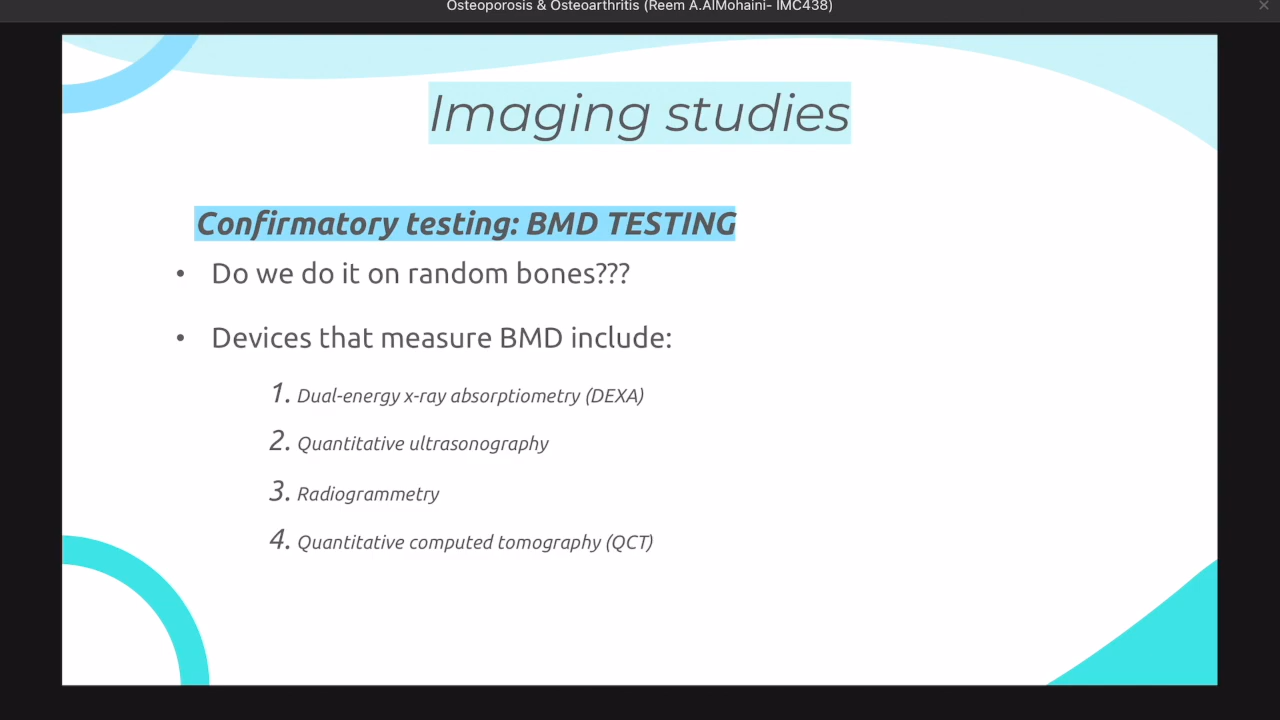 Osteoporosis & Osteoarthritis (Reem A.AlMohaini- IMC438)
Imaging studies
Confirmatory testing: BMD TESTING
• Do we do it on random bones???
• Devices that measure BMD include:
1. Dual-energy x-ray absorptiometry (DEXA)
2. Quantitative ultrasonography
3. Radiogrammetry
4. Quantitative computed tomography (QCT)